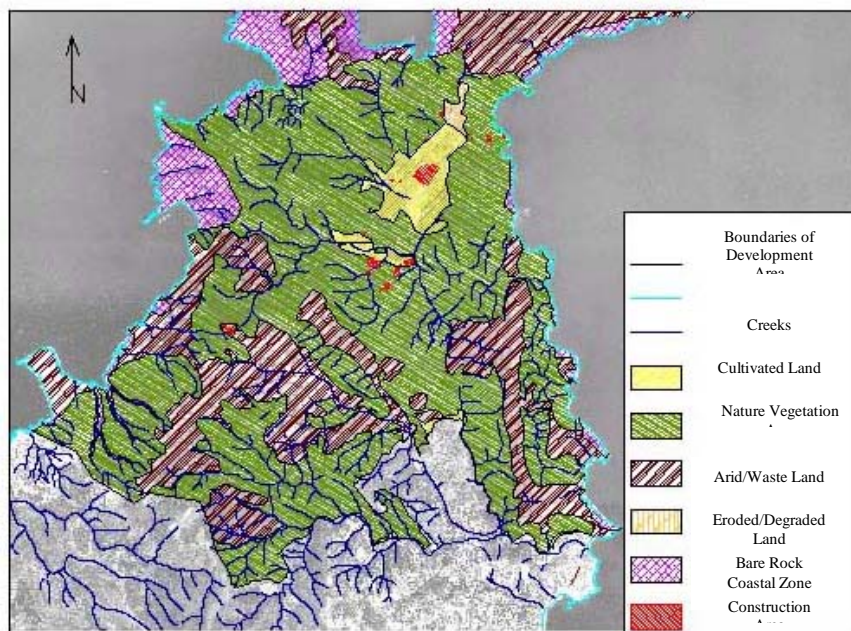 N
Boundaries of
Development
Creeks
Cultivated Land
Nature Vegetation
Arid/Waste Land
Eroded/Degraded
Land
Bare Rock
Coastal Zone
Construction